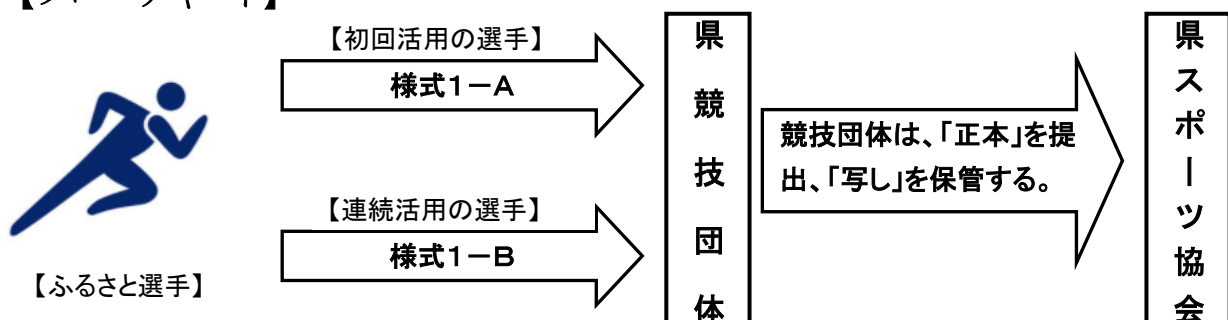 【初回活用の選手】
様式1－A
【連続活用の選手】
様式1－B
【ふるさと選手】
県競技団体
競技団体は、「正本」を提
出、「写し」を保管する。
県スポーツ協会